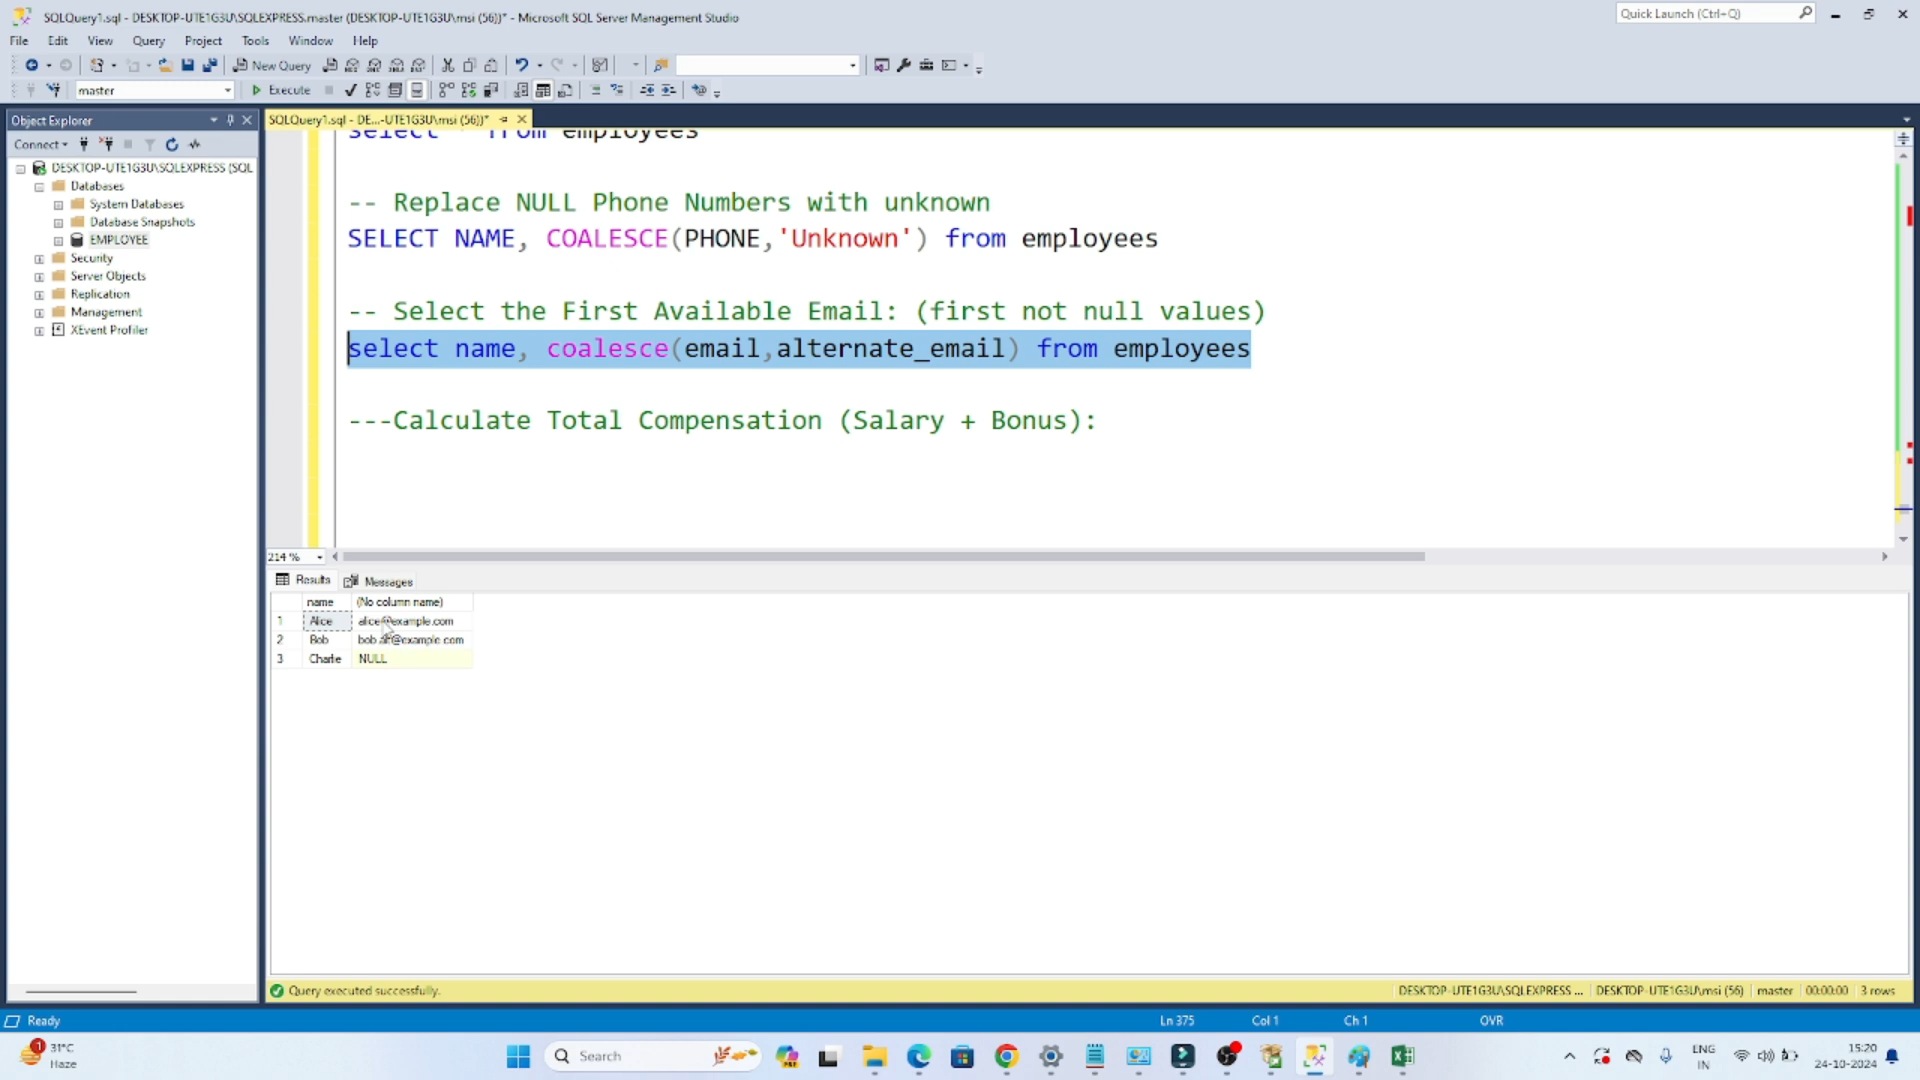 SQLQuery1.sql - DESKTOP-UTE1G3U\SQLEXPRESS.master (DESKTOP-UTE1G3U\msi (56))* - Microsoft SQL Server Management Studio
Quick Launch (Ctrl+Q)
File Edit View Query Project Tools Window Help
New Query
master
Execute
Object Explorer
SQLQuery1.sql - DE...-UTE1G3U\msi (56))*
Connect
DESKTOP-UTE1G3U\SQLEXPRESS (SQL
Databases
System Databases
Database Snapshots
EMPLOYEE
Security
Server Objects
Replication
Management
XEvent Profiler
select * from employees
-- Replace NULL Phone Numbers with unknown
SELECT NAME, COALESCE(PHONE,'Unknown') from employees
-- Select the First Available Email: (first not null values)
select name, coalesce(email,alternate_email) from employees
---Calculate Total Compensation (Salary + Bonus):
214 %
Results Messages
name (No column name)
1 Alice alice@example.com
2 Bob bob.alt@example.com
3 Charlie NULL
Query executed successfully.
DESKTOP-UTE1G3U\SQLEXPRESS ... DESKTOP-UTE1G3U\msi (56) master 00:00:00 3 rows
Ready
Ln 375 Col 1 Ch 1 OVR
31°C
Haze
Search
ENG
IN
15:20
24-10-2024